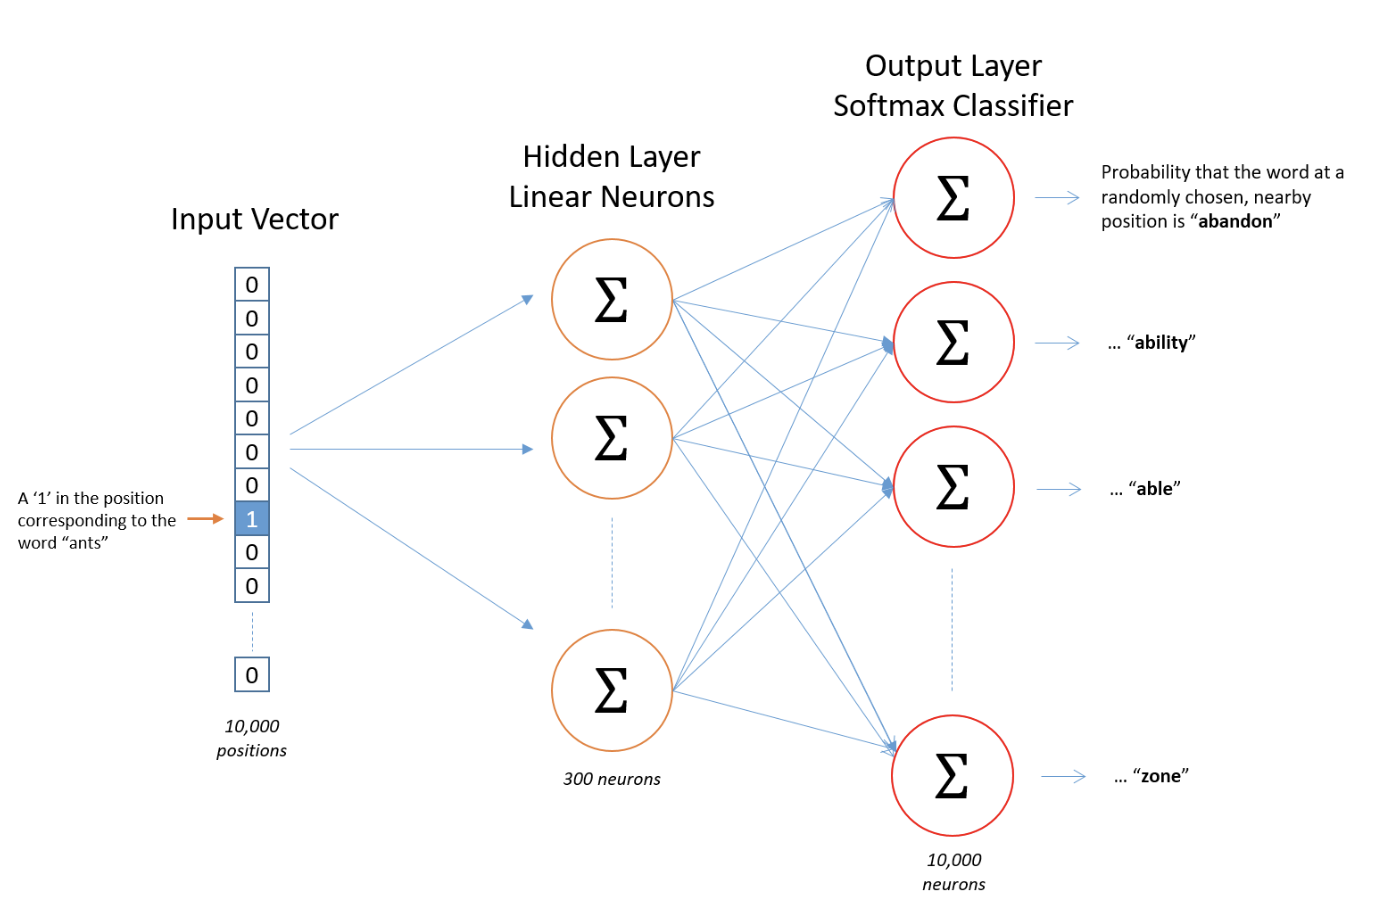 Output Layer
Softmax Classifier
Hidden Layer
Linear Neurons
Input Vector
0
0
0
0
0
0
0
1
0
0
0
A ‘1’ in the position
corresponding to the
word “ants”
10,000
positions
Σ
Σ
Σ
300 neurons
Σ
Σ
Σ
Σ
10,000
neurons
Probability that the word at a
randomly chosen, nearby
position is “abandon”
... “ability”
... “able”
... “zone”